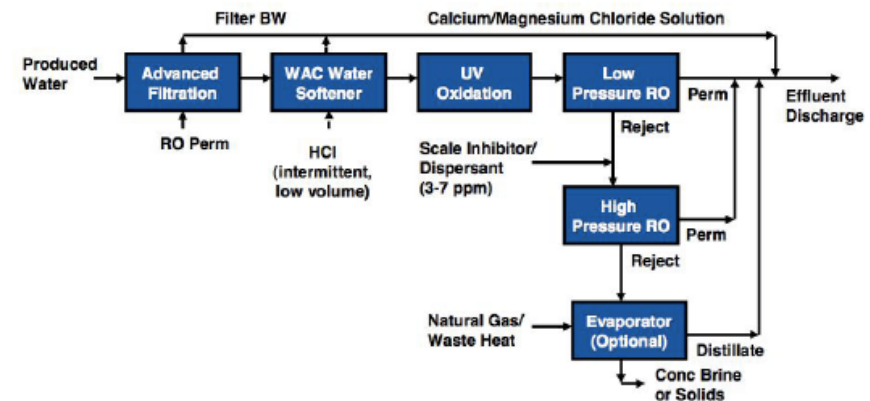 Filter BW
Calcium/Magnesium Chloride Solution
Produced
Water
Advanced
Filtration
WAC Water
Softener
UV
Oxidation
Low
Pressure RO
Perm
Effluent
Discharge
RO Perm
HCl
(intermittent,
low volume)
Reject
Scale Inhibitor/
Dispersant
(3-7 ppm)
High
Pressure RO
Perm
Reject
Natural Gas/
Waste Heat
Evaporator
(Optional)
Distillate
Conc Brine
or Solids